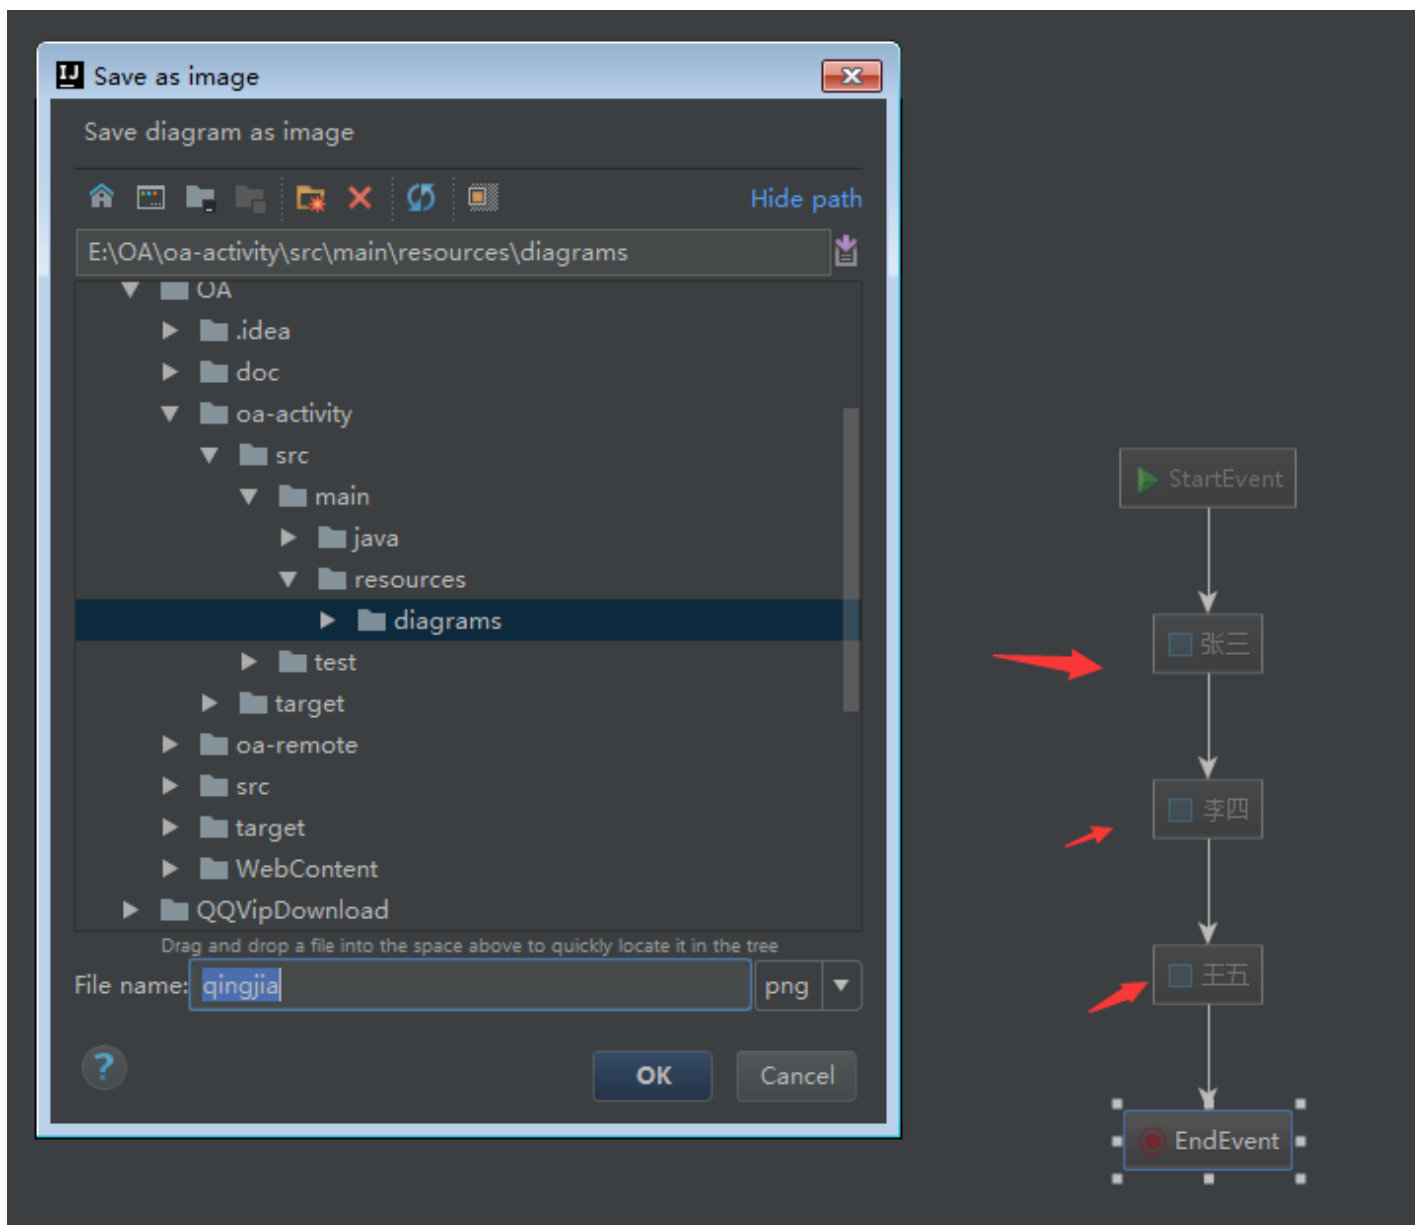 Save as image
Save diagram as image
Hide path
E:\OA\oa-activity\src\main\resources\diagrams
OA
.idea
doc
oa-activity
src
main
java
resources
diagrams
test
target
oa-remote
src
target
WebContent
QQVipDownload
Drag and drop a file into the space above to quickly locate it in the tree
File name: qingjia png
? OK Cancel
StartEvent
张三
李四
王五
EndEvent